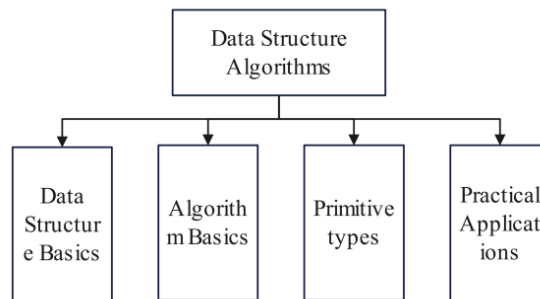 Data Structure
Algorithms
Data
Structur
e Basics
Algorith
m Basics
Primitive
types
Practical
Applicat
ions